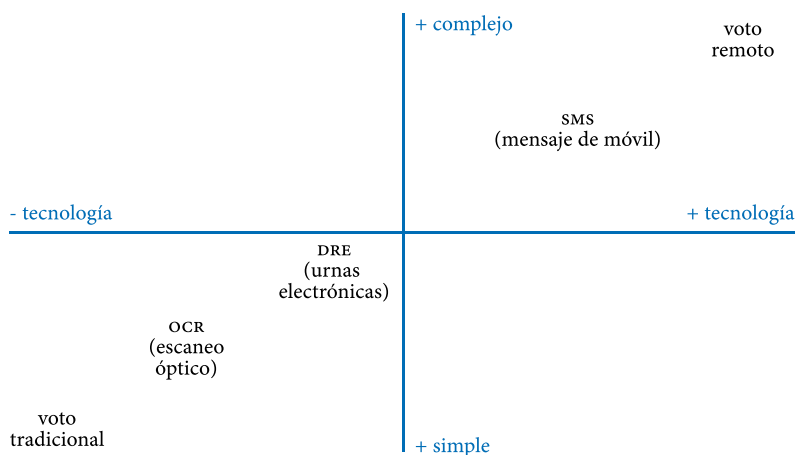 + complejo
voto
remoto
SMS
(mensaje de móvil)
- tecnología
+ tecnología
DRE
(urnas
electrónicas)
OCR
(escaneo
óptico)
voto
tradicional
+ simple